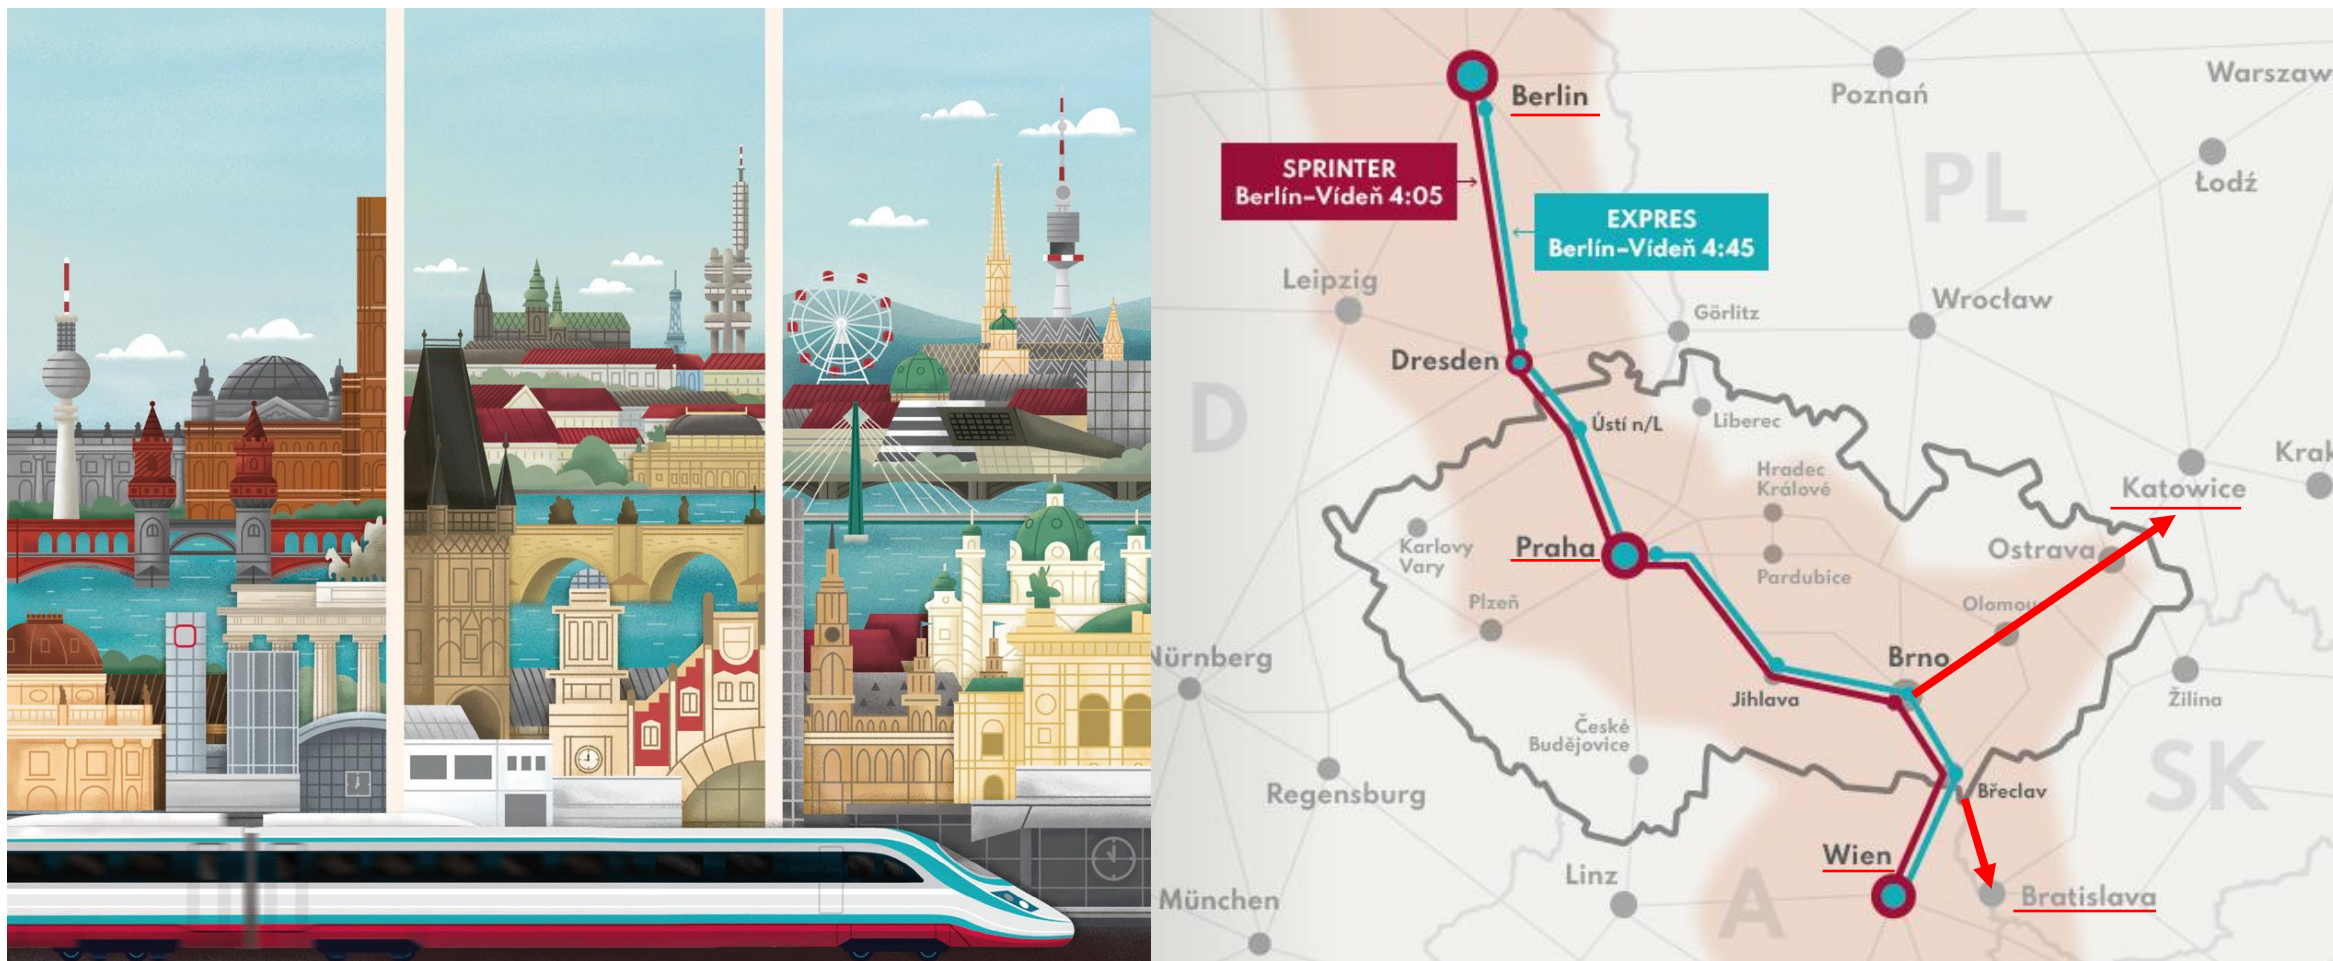 Berlin
Poznań
Warszaw
SPRINTER
Berlín–Vídeň 4:05
PL
Łodź
EXPRES
Berlín–Vídeň 4:45
Leipzig
Görlitz
Wrocław
Dresden
D
Ústí n/L
Liberec
Hradec
Králové
Krak
Katowice
Praha
Karlovy
Vary
Pardubice
Ostrava
Plzeň
Olomou
Nürnberg
Brno
Jihlava
Žilina
České
Budějovice
SK
Regensburg
Břeclav
Wien
Linz
A
Bratislava
München